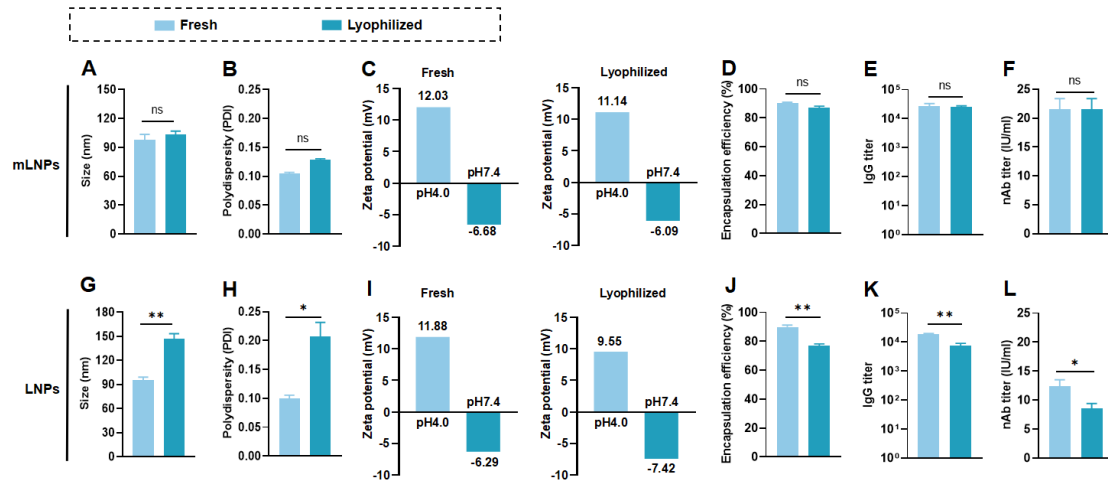 Fresh Lyophilized
A B C D E F
Fresh Lyophilized
mLNPs
Size (nm)
180
150
120
90
60
30
0
ns
Polydispersity (PDI)
0.25
0.20
0.15
0.10
0.05
0.00
ns
Zeta potential (mV)
15
10
5
0
-5
-10
12.03
pH7.4
pH4.0
-6.68
Zeta potential (mV)
15
10
5
0
-5
-10
11.14
pH7.4
pH4.0
-6.09
Encapsulation efficiency (%)
100
80
60
40
20
0
ns
IgG titer
10⁵
10⁴
10³
10²
10¹
10⁰
ns
nAb titer (IU/ml)
25
20
15
10
5
0
ns
G H I J K L
Fresh Lyophilized
LNPs
Size (nm)
180
150
120
90
60
30
0
**
Polydispersity (PDI)
0.25
0.20
0.15
0.10
0.05
0.00
*
Zeta potential (mV)
15
10
5
0
-5
-10
11.88
pH7.4
pH4.0
-6.29
Zeta potential (mV)
15
10
5
0
-5
-10
9.55
pH7.4
pH4.0
-7.42
Encapsulation efficiency (%)
100
80
60
40
20
0
**
IgG titer
10⁵
10⁴
10³
10²
10¹
10⁰
**
nAb titer (IU/ml)
25
20
15
10
5
0
*